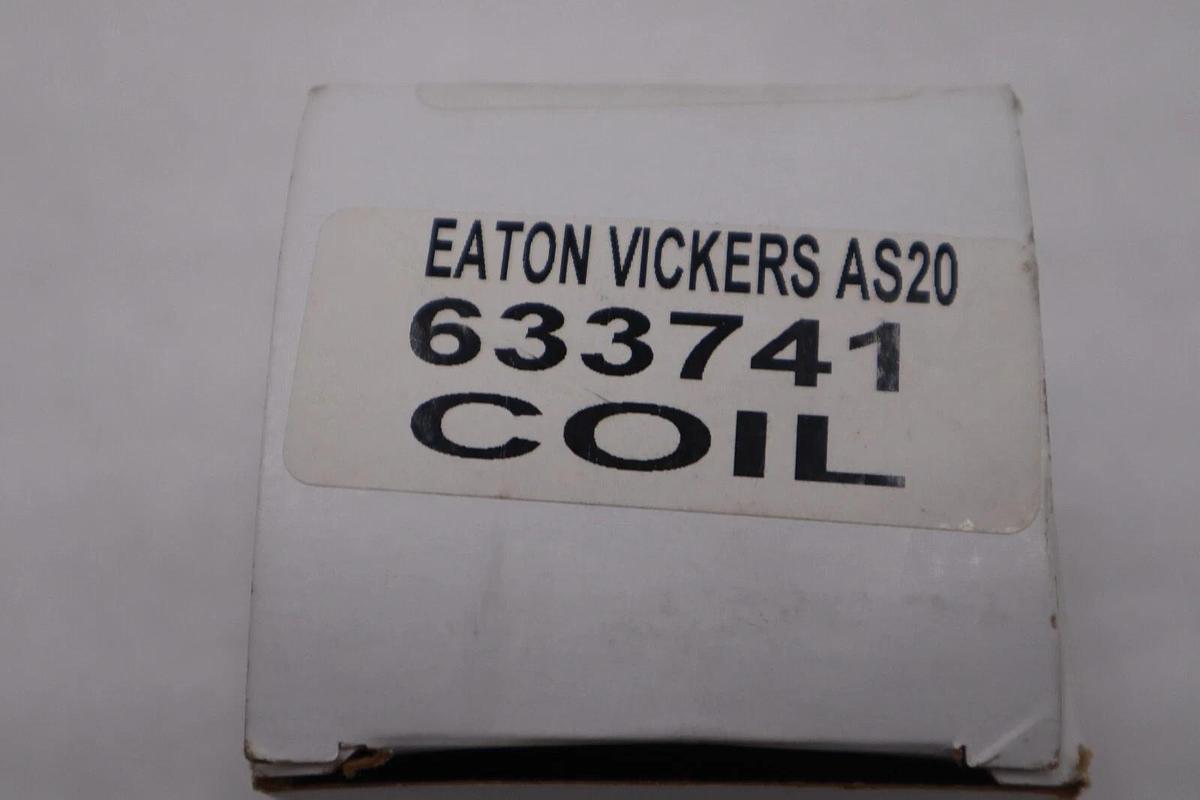 EATON VICKERS AS20
633741
COIL